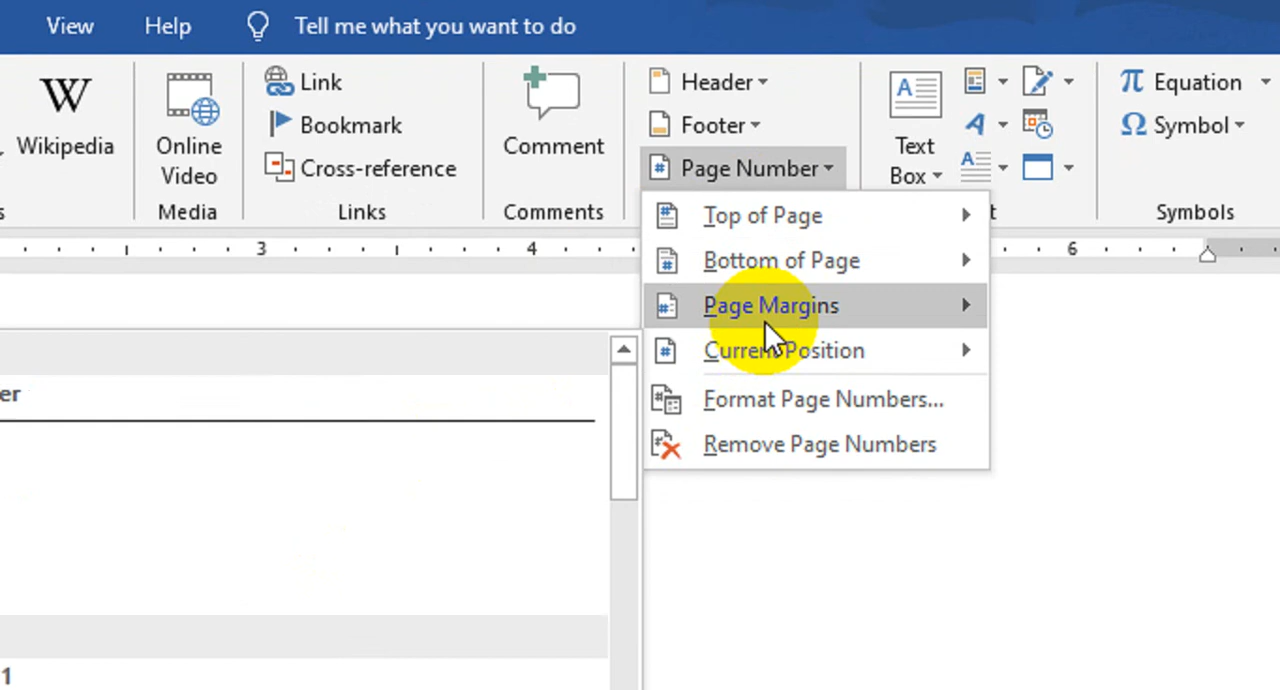 View Help Tell me what you want to do
Link Header Equation
Bookmark Footer Symbol
Wikipedia Online Video Cross-reference Comment Page Number Text Box
s Media Links Comments t Symbols
3 4 6
Top of Page
Bottom of Page
Page Margins
Current Position
er
Format Page Numbers...
Remove Page Numbers
1